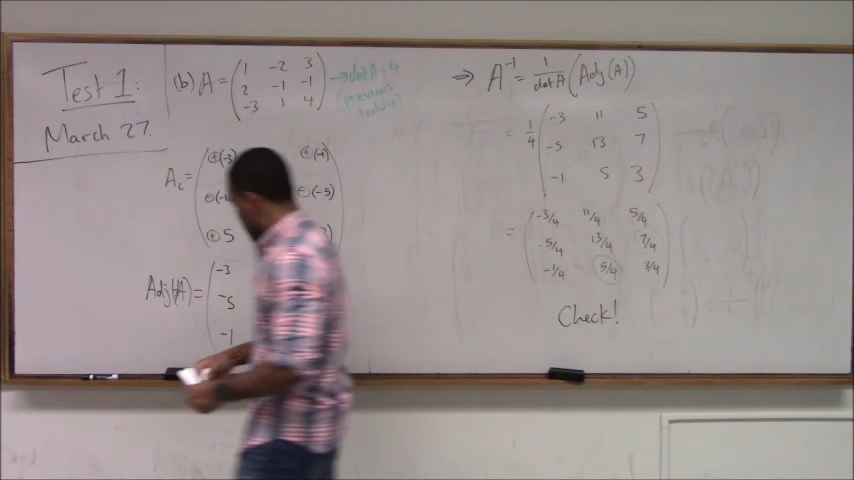 Test 1:
March 27.
(b) A = ( 1 -2 3
2 -1 -1
-3 1 4 )
→ det A = 4
(previous
lecture)
A_c = ( ⊕(-3) ⊕(-1)
⊖(-5)
⊕5
Adj(A) = ( -3
-5
-1
⇒ A⁻¹ = 1/det A (Adj(A))
= 1/4 ( -3 11 5
-5 13 7
-1 5 3 )
= ( -3/4 11/4 5/4
-5/4 13/4 7/4
-1/4 5/4 3/4 )
Check!